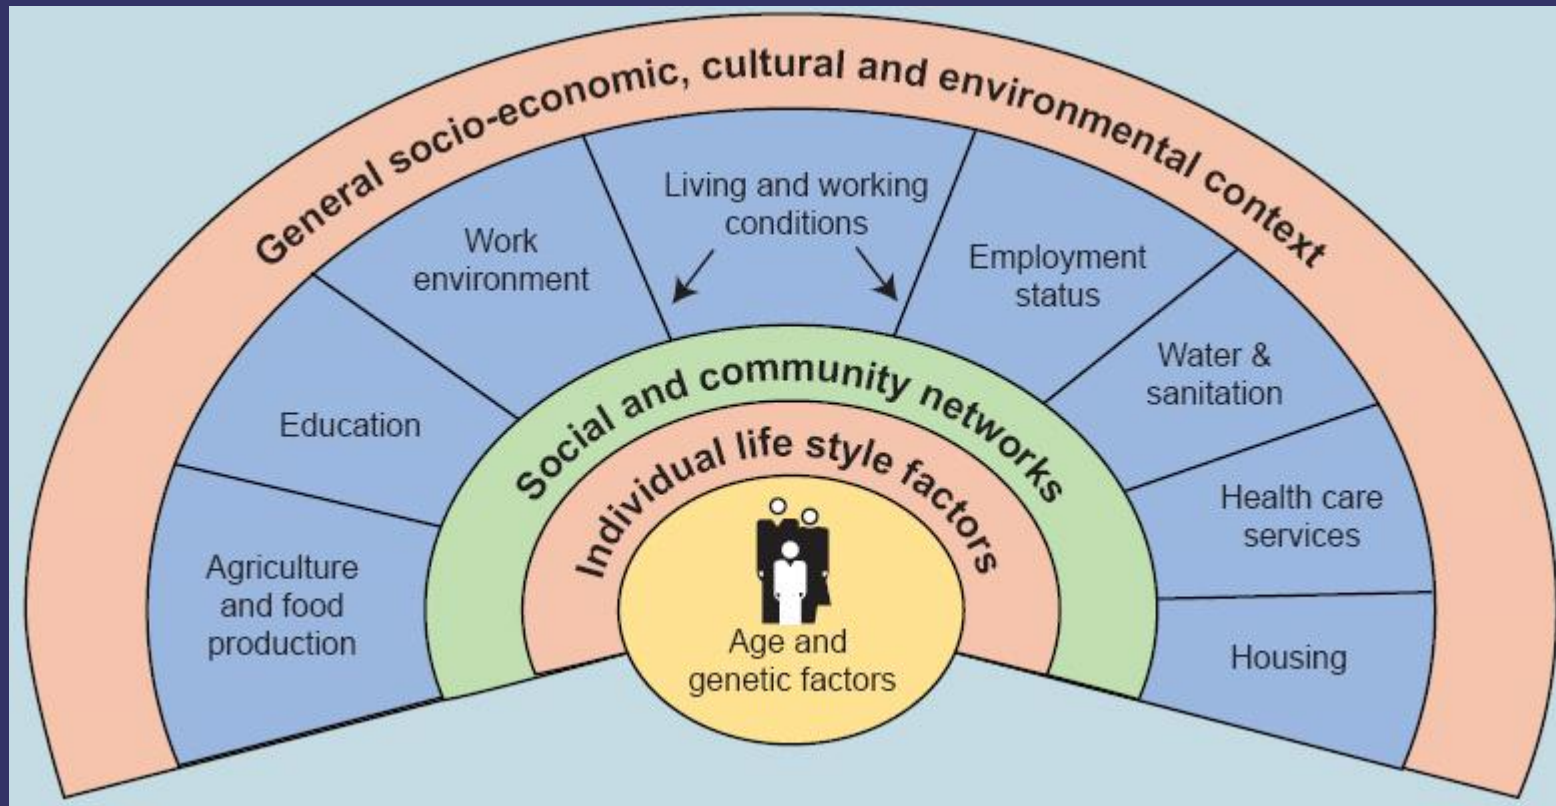 General socio-economic, cultural and environmental context
Living and working
conditions
Work
environment
Employment
status
Education
Water &
sanitation
Agriculture
and food
production
Health care
services
Housing
Social and community networks
Individual life style factors
Age and
genetic factors